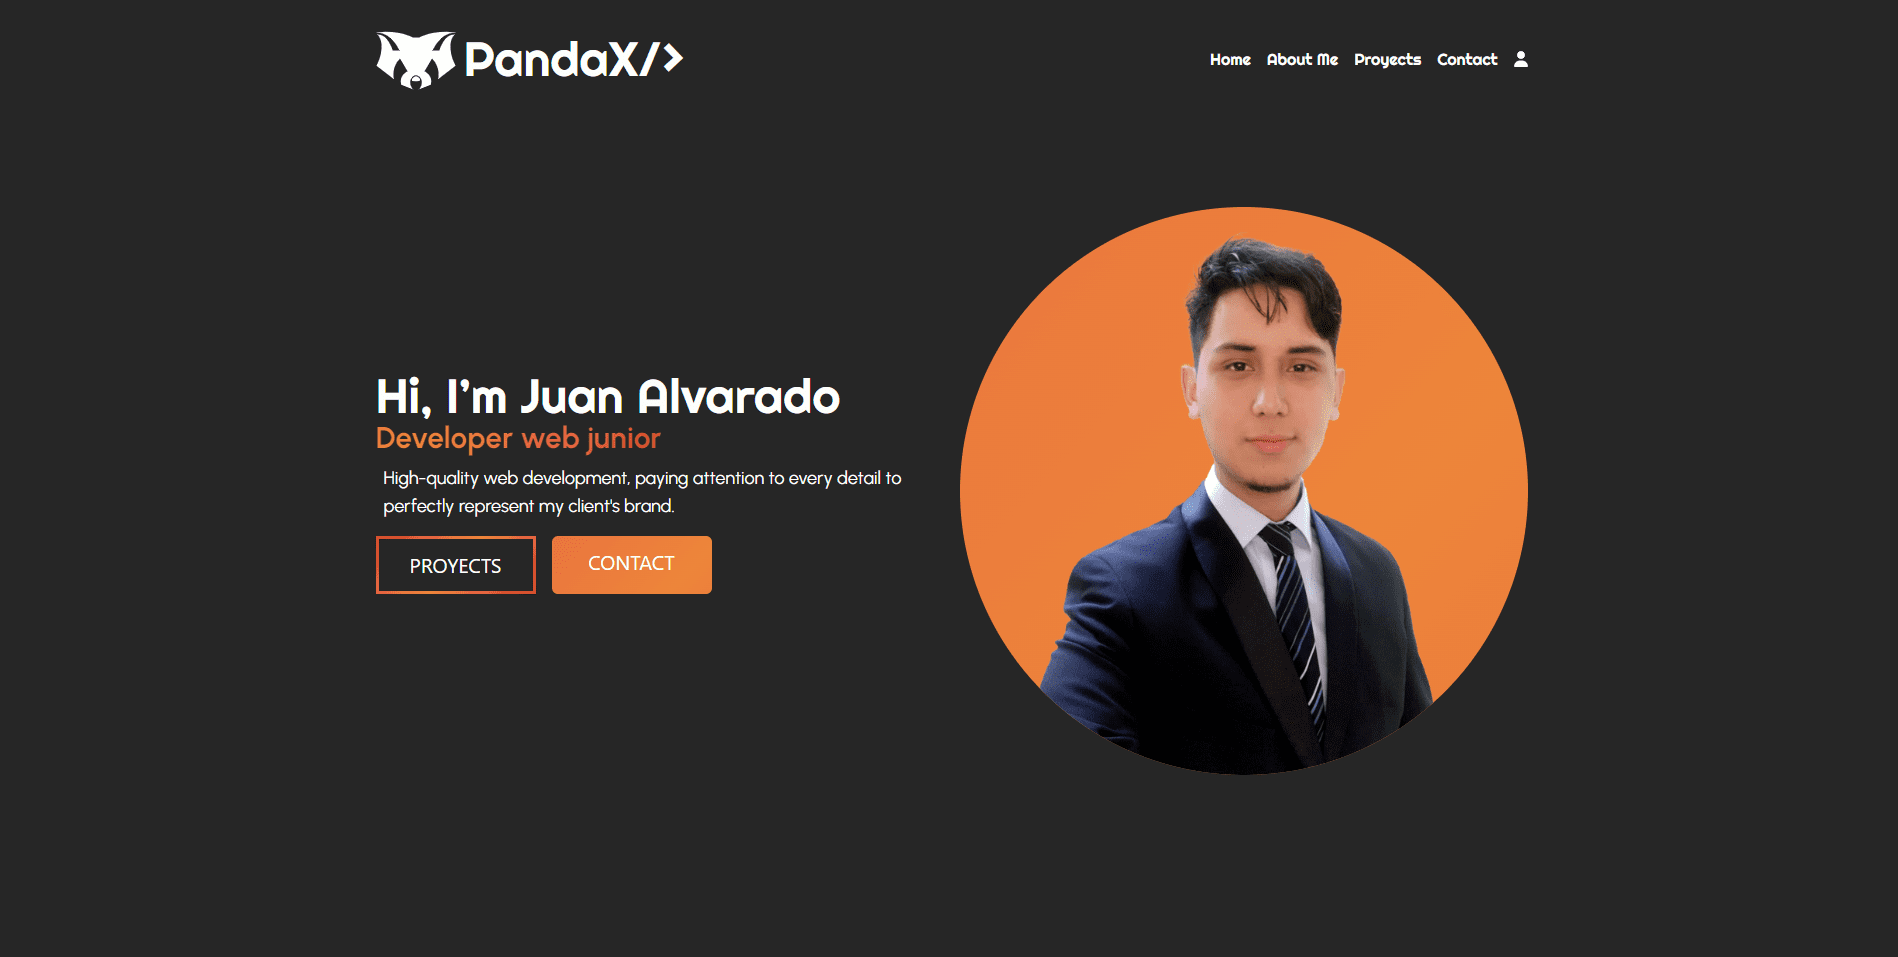 PandaX/>
Home About Me Proyects Contact
Hi, I'm Juan Alvarado
Developer web junior
High-quality web development, paying attention to every detail to
perfectly represent my client's brand.
PROYECTS CONTACT